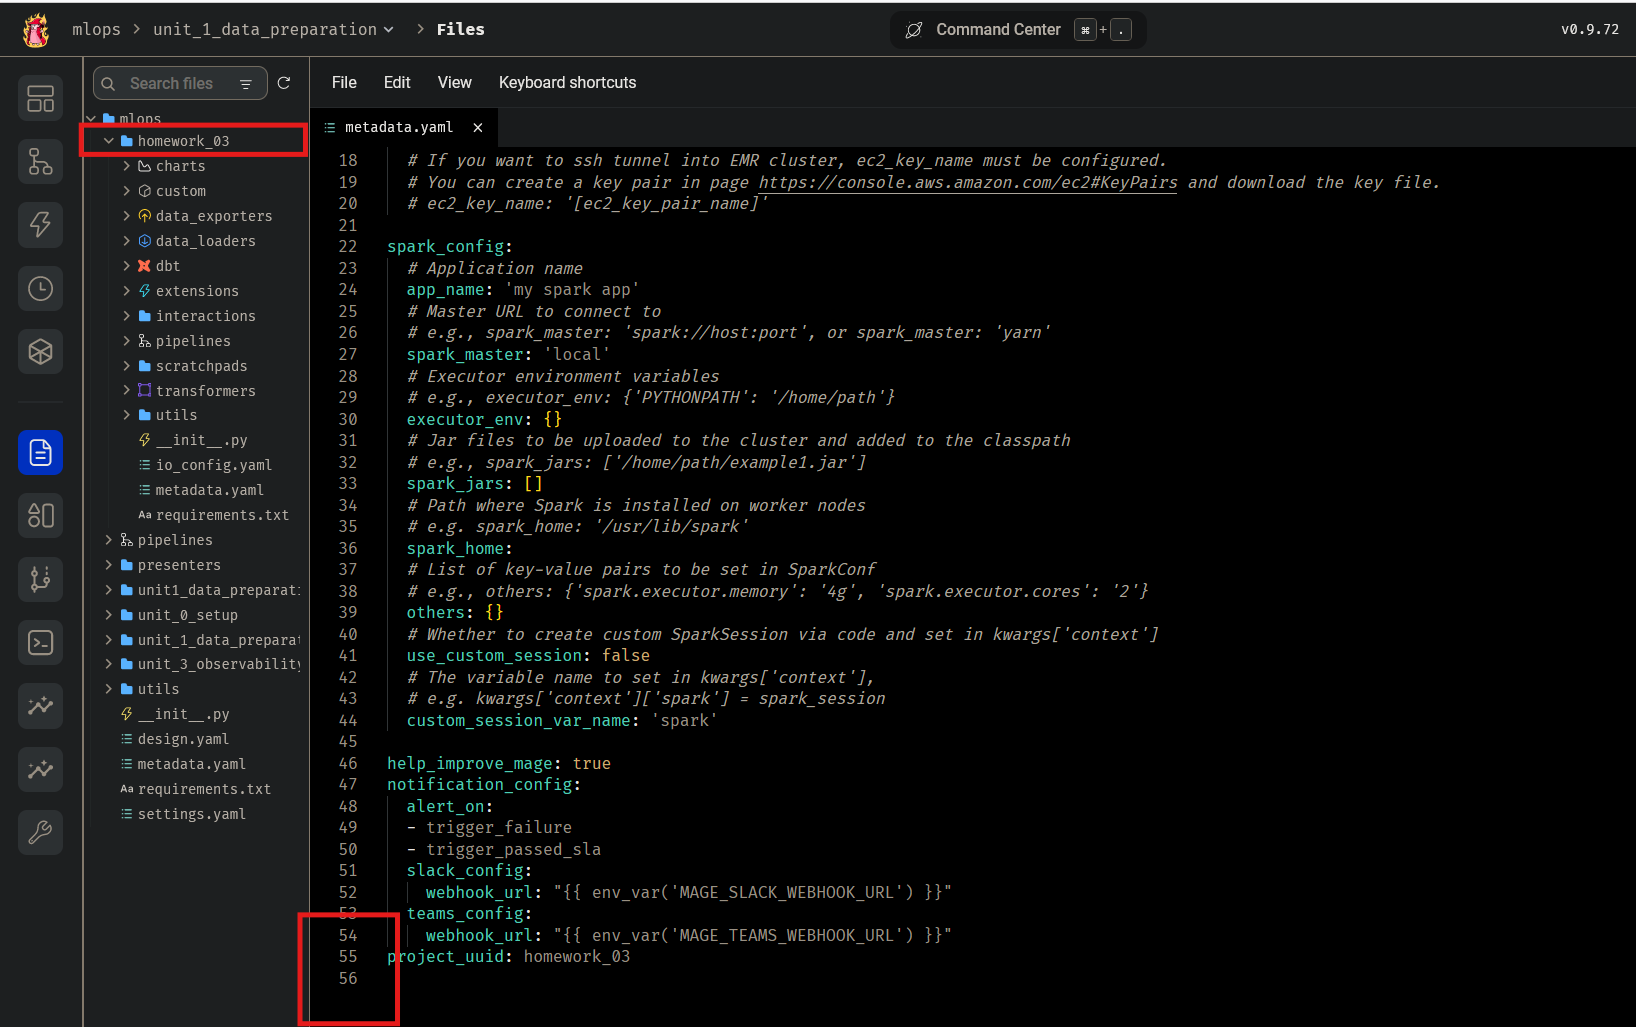 mlops > unit_1_data_preparation > Files
Command Center ⌘ + .
v0.9.72
Search files
mlops
homework_03
charts
custom
data_exporters
data_loaders
dbt
extensions
interactions
pipelines
scratchpads
transformers
utils
__init__.py
io_config.yaml
metadata.yaml
Aa requirements.txt
pipelines
presenters
unit1_data_preparati
unit_0_setup
unit_1_data_preparat
unit_3_observability
utils
__init__.py
design.yaml
metadata.yaml
Aa requirements.txt
settings.yaml
File Edit View Keyboard shortcuts
metadata.yaml ×
18 # If you want to ssh tunnel into EMR cluster, ec2_key_name must be configured.
19 # You can create a key pair in page https://console.aws.amazon.com/ec2#KeyPairs and download the key file.
20 # ec2_key_name: '[ec2_key_pair_name]'
21
22 spark_config:
23 # Application name
24 app_name: 'my spark app'
25 # Master URL to connect to
26 # e.g., spark_master: 'spark://host:port', or spark_master: 'yarn'
27 spark_master: 'local'
28 # Executor environment variables
29 # e.g., executor_env: {'PYTHONPATH': '/home/path'}
30 executor_env: {}
31 # Jar files to be uploaded to the cluster and added to the classpath
32 # e.g., spark_jars: ['/home/path/example1.jar']
33 spark_jars: []
34 # Path where Spark is installed on worker nodes
35 # e.g. spark_home: '/usr/lib/spark'
36 spark_home:
37 # List of key-value pairs to be set in SparkConf
38 # e.g., others: {'spark.executor.memory': '4g', 'spark.executor.cores': '2'}
39 others: {}
40 # Whether to create custom SparkSession via code and set in kwargs['context']
41 use_custom_session: false
42 # The variable name to set in kwargs['context'],
43 # e.g. kwargs['context']['spark'] = spark_session
44 custom_session_var_name: 'spark'
45
46 help_improve_mage: true
47 notification_config:
48 alert_on:
49 - trigger_failure
50 - trigger_passed_sla
51 slack_config:
52 webhook_url: "{{ env_var('MAGE_SLACK_WEBHOOK_URL') }}"
53 teams_config:
54 webhook_url: "{{ env_var('MAGE_TEAMS_WEBHOOK_URL') }}"
55 project_uuid: homework_03
56